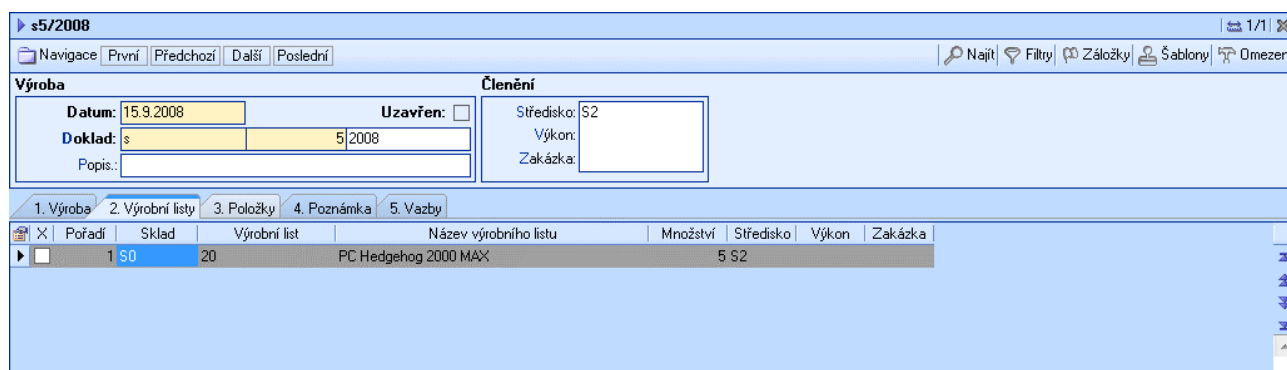 s5/2008 1/1
Navigace První Předchozí Další Poslední Najít Filtry Záložky Šablony Omezen
Výroba Členění
Datum: 15.9.2008 Uzavřen: Středisko: S2
Doklad: s 5 2008 Výkon:
Popis.: Zakázka:
1. Výroba 2. Výrobní listy 3. Položky 4. Poznámka 5. Vazby
X Pořadí Sklad Výrobní list Název výrobního listu Množství Středisko Výkon Zakázka
1 S0 20 PC Hedgehog 2000 MAX 5 S2